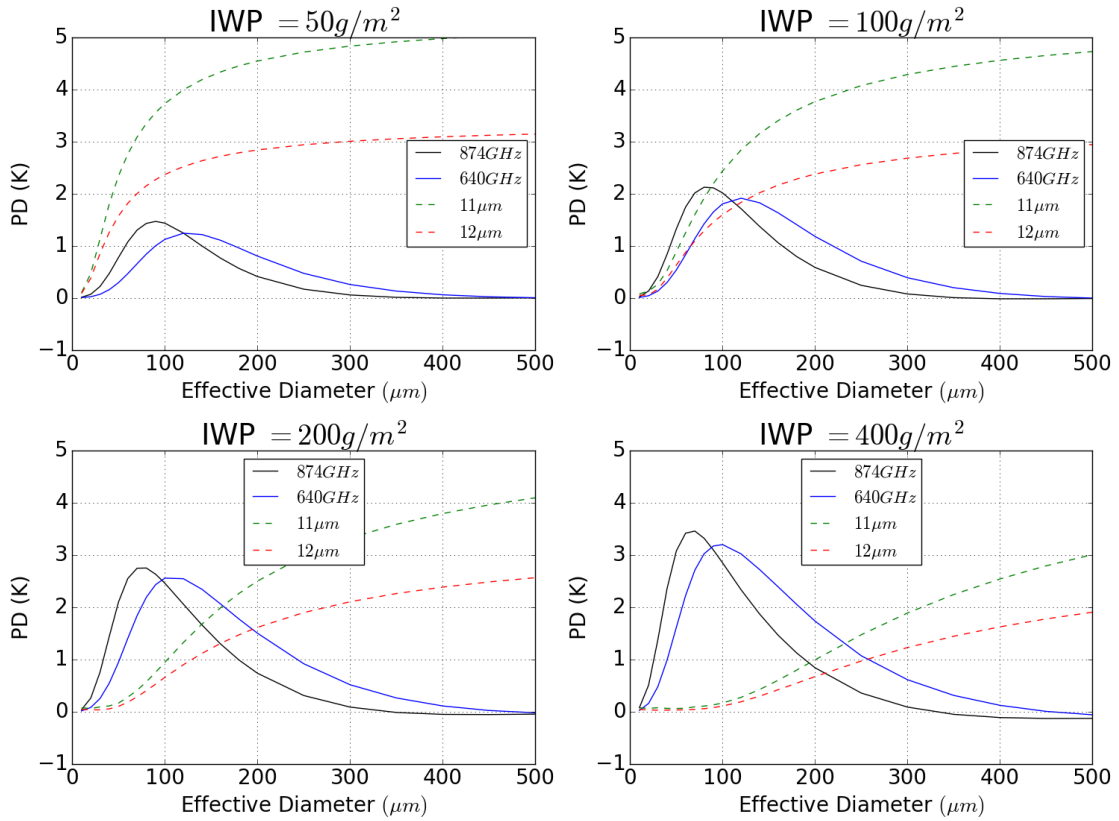 IWP = 50g/m²
5
4
3
2
1
0
−1
PD (K)
874GHz
640GHz
11μm
12μm
0 100 200 300 400 500
Effective Diameter (μm)
IWP = 100g/m²
5
4
3
2
1
0
−1
PD (K)
874GHz
640GHz
11μm
12μm
0 100 200 300 400 500
Effective Diameter (μm)
IWP = 200g/m²
5
4
3
2
1
0
−1
PD (K)
874GHz
640GHz
11μm
12μm
0 100 200 300 400 500
Effective Diameter (μm)
IWP = 400g/m²
5
4
3
2
1
0
−1
PD (K)
874GHz
640GHz
11μm
12μm
0 100 200 300 400 500
Effective Diameter (μm)